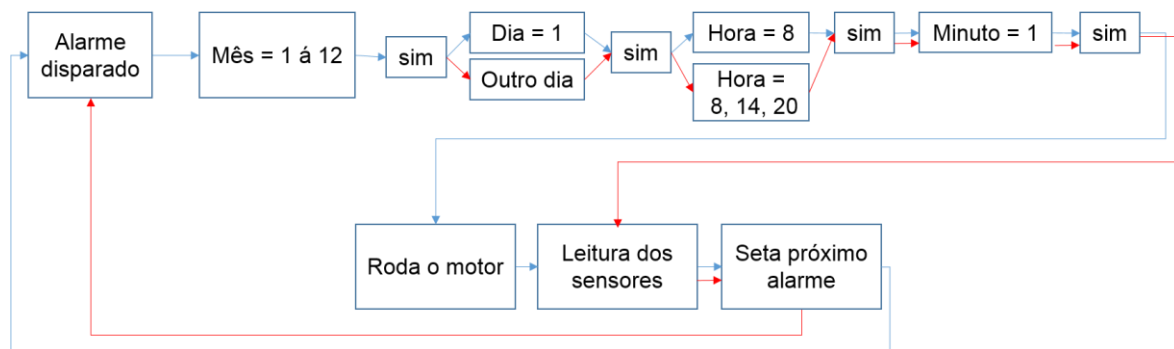 Alarme
disparado
Mês = 1 á 12
sim
Dia = 1
Outro dia
sim
Hora = 8
Hora =
8, 14, 20
sim
Minuto = 1
sim
Roda o motor
Leitura dos
sensores
Seta próximo
alarme